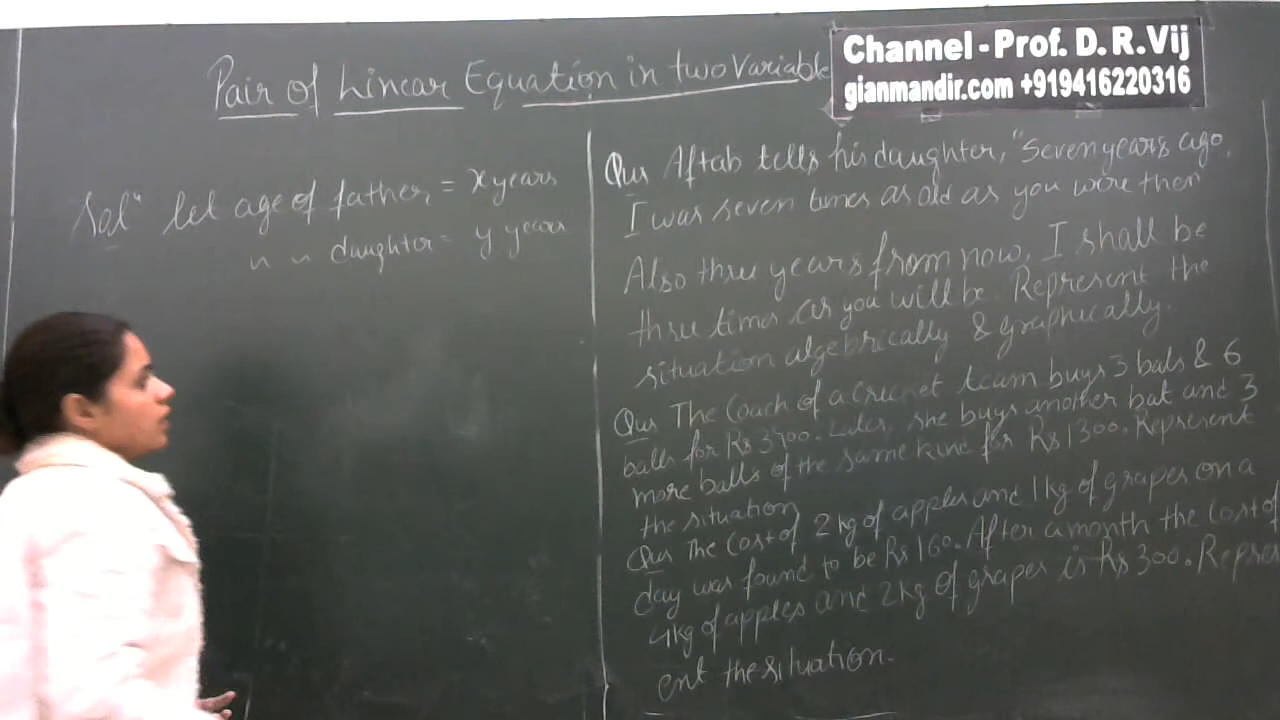 Pair of Linear Equation in two Variable
Channel - Prof. D. R. Vij
gianmandir.com +919416220316
Solⁿ let age of father = x years
〃 〃 daughter = y years
Qus Aftab tells his daughter, "Seven years ago,
I was seven times as old as you were then
Also three years from now, I shall be
three times as you will be. Represent the
situation algebrically & graphically.
Qus The Coach of a Cricket team buys 3 bats & 6
balls for Rs 3900. Later, she buys another bat and 3
more balls of the same kind for Rs 1300. Represent
the situation
Qus The Cost of 2 kg of apples and 1 kg of grapes on a
day was found to be Rs 160. After a month the Cost of
4 kg of apples and 2 kg of grapes is Rs 300. Repres
ent the situation.